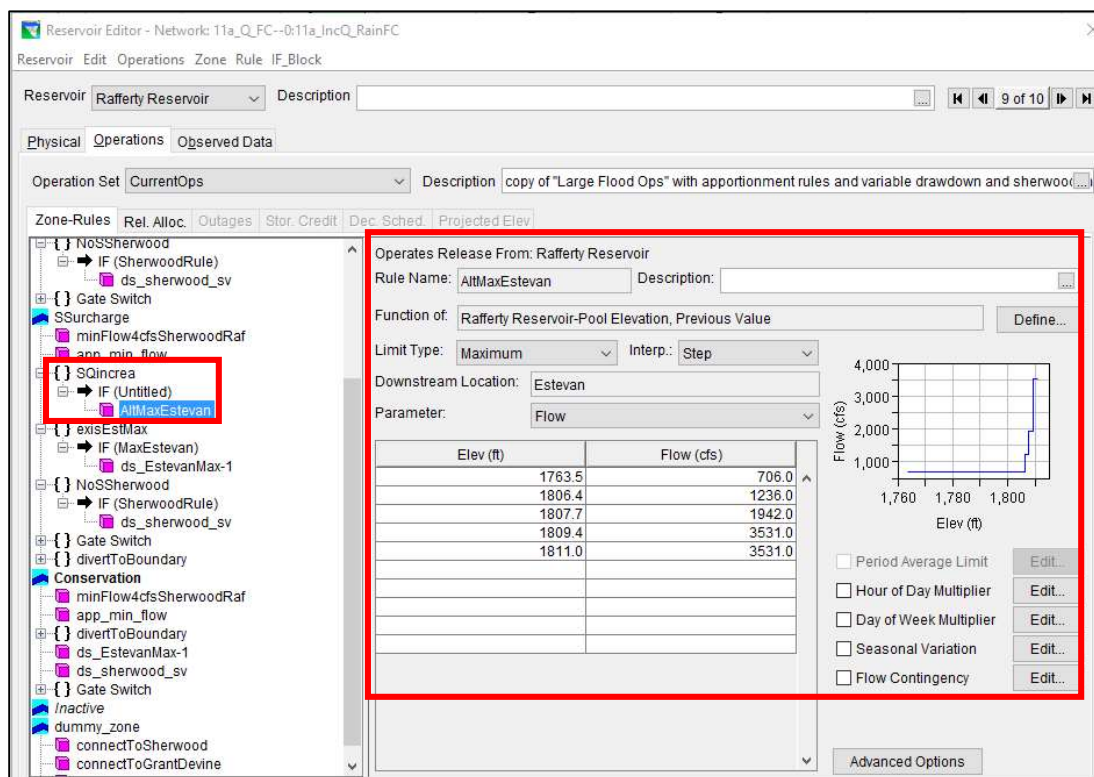 Reservoir Editor - Network: 11a_Q_FC--0:11a_IncQ_RainFC
Reservoir Edit Operations Zone Rule IF_Block
Reservoir Rafferty Reservoir Description ... 9 of 10
Physical Operations Observed Data
Operation Set CurrentOps Description copy of "Large Flood Ops" with apportionment rules and variable drawdown and sherwood ...
Zone-Rules Rel. Alloc. Outages Stor. Credit Dec. Sched. Projected Elev
{ } NoSSherwood
IF (SherwoodRule)
ds_sherwood_sv
{ } Gate Switch
SSurcharge
minFlow4cfsSherwoodRaf
app_min_flow
{ } SQincrea
IF (Untitled)
AltMaxEstevan
{ } exisEstMax
IF (MaxEstevan)
ds_EstevanMax-1
{ } NoSSherwood
IF (SherwoodRule)
ds_sherwood_sv
{ } Gate Switch
{ } divertToBoundary
Conservation
minFlow4cfsSherwoodRaf
app_min_flow
{ } divertToBoundary
ds_EstevanMax-1
ds_sherwood_sv
{ } Gate Switch
Inactive
dummy_zone
connectToSherwood
connectToGrantDevine
Operates Release From: Rafferty Reservoir
Rule Name: AltMaxEstevan Description: ...
Function of: Rafferty Reservoir-Pool Elevation, Previous Value Define...
Limit Type: Maximum Interp.: Step
Downstream Location: Estevan
Parameter: Flow
Elev (ft) Flow (cfs)
1763.5 706.0
1806.4 1236.0
1807.7 1942.0
1809.4 3531.0
1811.0 3531.0
4,000
3,000
2,000
1,000
Flow (cfs)
1,760 1,780 1,800
Elev (ft)
Period Average Limit Edit...
Hour of Day Multiplier Edit...
Day of Week Multiplier Edit...
Seasonal Variation Edit...
Flow Contingency Edit...
Advanced Options